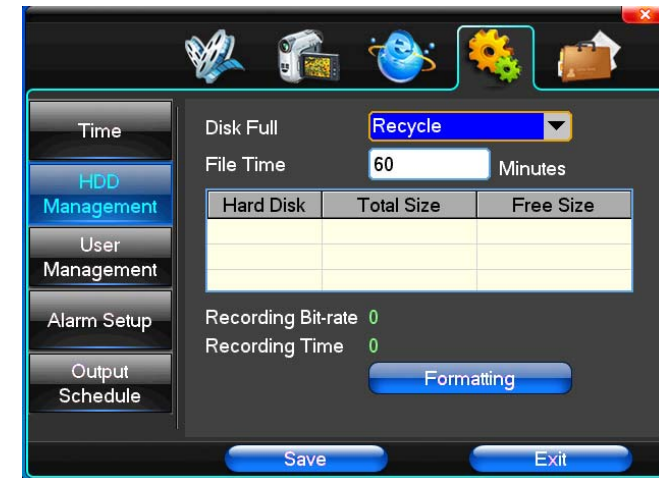 Time
HDD
Management
User
Management
Alarm Setup
Output
Schedule
Disk Full Recycle
File Time 60 Minutes
Hard Disk Total Size Free Size
Recording Bit-rate 0
Recording Time 0
Formatting
Save Exit